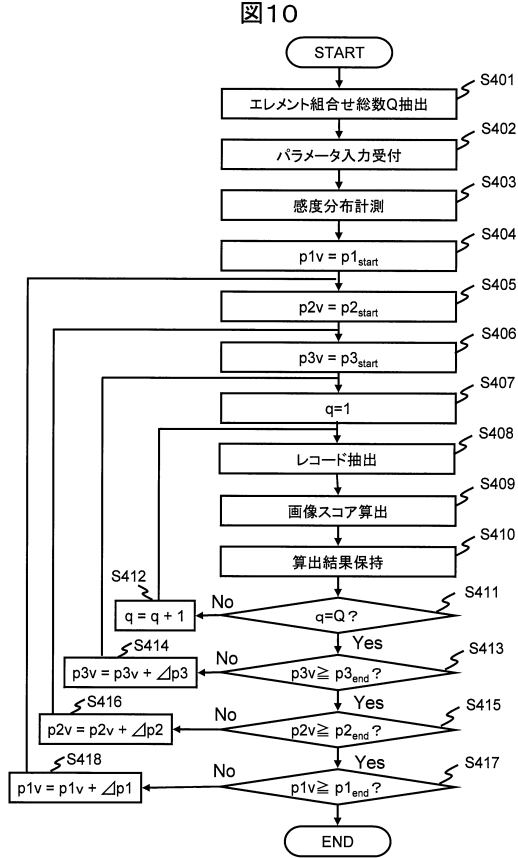 図10
START
S401
エレメント組合せ総数Q抽出
S402
パラメータ入力受付
S403
感度分布計測
S404
p1v = p1start
S405
p2v = p2start
S406
p3v = p3start
S407
q=1
S408
レコード抽出
S409
画像スコア算出
S410
算出結果保持
S411
q=Q?
No
S412
q = q + 1
Yes
S413
p3v≧ p3end?
No
S414
p3v = p3v + ⊿p3
Yes
S415
p2v≧ p2end?
No
S416
p2v = p2v + ⊿p2
Yes
S417
p1v≧ p1end?
No
S418
p1v = p1v + ⊿p1
Yes
END